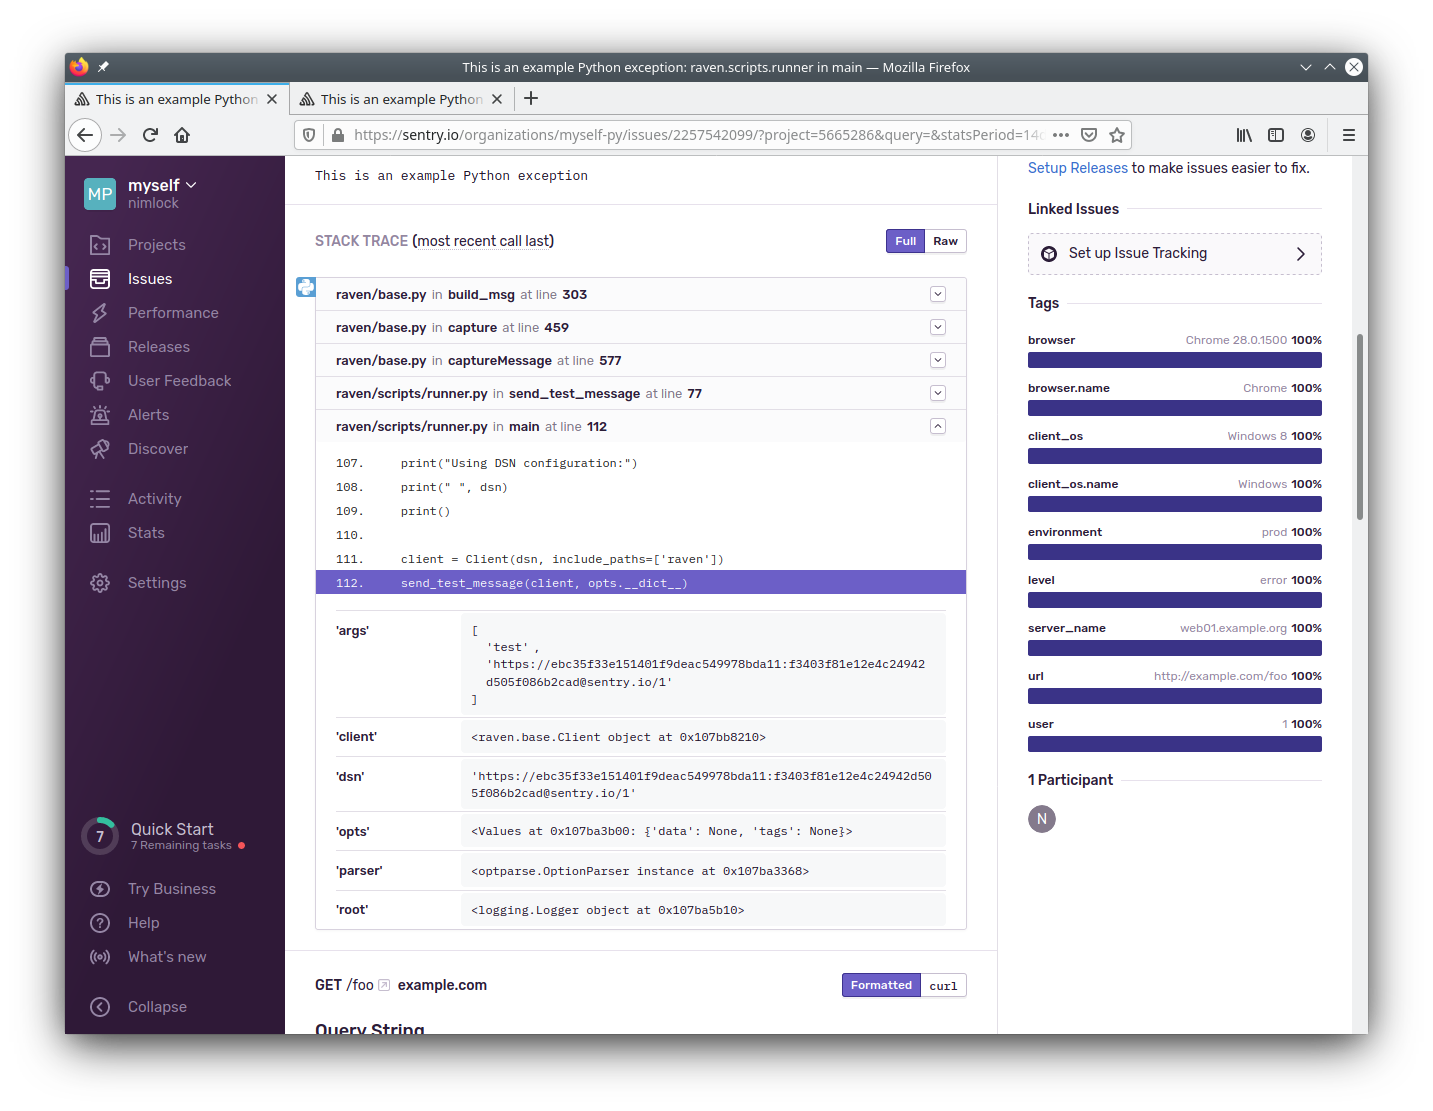 This is an example Python exception: raven.scripts.runner in main — Mozilla Firefox
This is an example Python
This is an example Python
https://sentry.io/organizations/myself-py/issues/2257542099/?project=5665286&query=&statsPeriod=14
MP
myself
nimlock
Projects
Issues
Performance
Releases
User Feedback
Alerts
Discover
Activity
Stats
Settings
7
Quick Start
7 Remaining tasks
Try Business
Help
What's new
Collapse
This is an example Python exception
STACK TRACE (most recent call last)
Full Raw
raven/base.py in build_msg at line 303
raven/base.py in capture at line 459
raven/base.py in captureMessage at line 577
raven/scripts/runner.py in send_test_message at line 77
raven/scripts/runner.py in main at line 112
107. print("Using DSN configuration:")
108. print(" ", dsn)
109. print()
110.
111. client = Client(dsn, include_paths=['raven'])
112. send_test_message(client, opts.__dict__)
'args' [
'test' ,
'https://ebc35f33e151401f9deac549978bda11:f3403f81e12e4c24942
d505f086b2cad@sentry.io/1'
]
'client' <raven.base.Client object at 0x107bb8210>
'dsn' 'https://ebc35f33e151401f9deac549978bda11:f3403f81e12e4c24942d50
5f086b2cad@sentry.io/1'
'opts' <Values at 0x107ba3b00: {'data': None, 'tags': None}>
'parser' <optparse.OptionParser instance at 0x107ba3368>
'root' <logging.Logger object at 0x107ba5b10>
GET /foo example.com
Formatted curl
Query String
Setup Releases to make issues easier to fix.
Linked Issues
Set up Issue Tracking
Tags
browser Chrome 28.0.1500 100%
browser.name Chrome 100%
client_os Windows 8 100%
client_os.name Windows 100%
environment prod 100%
level error 100%
server_name web01.example.org 100%
url http://example.com/foo 100%
user 1 100%
1 Participant
N